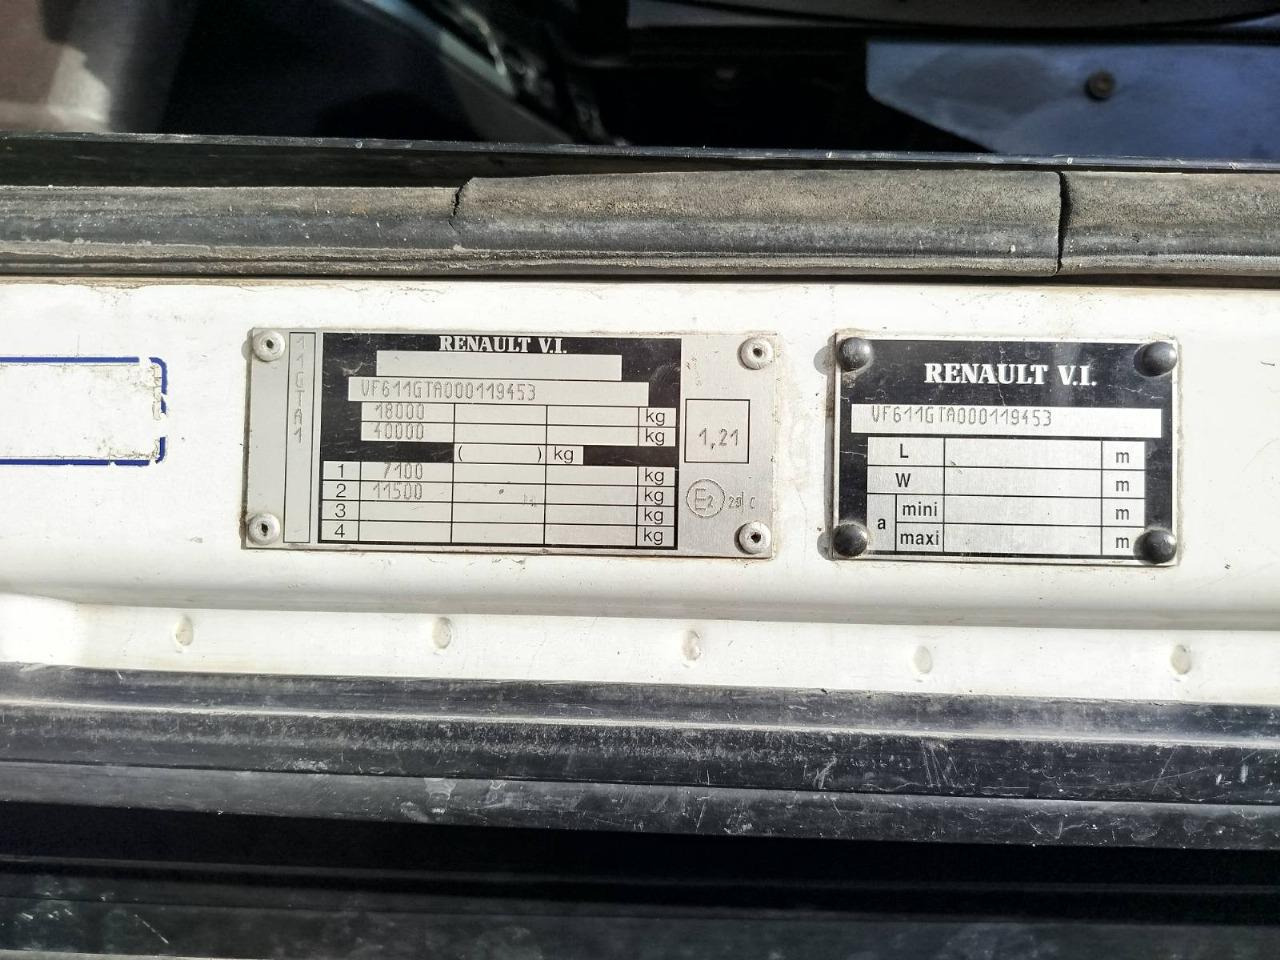 11GTA1
RENAULT V.I.
VF611GTA000119453
18000 kg
40000 kg
( ) kg
1 7100 kg
2 11500 kg
3 kg
4 kg
1,21
E2
RENAULT V.I.
VF611GTA000119453
L m
W m
a mini m
maxi m